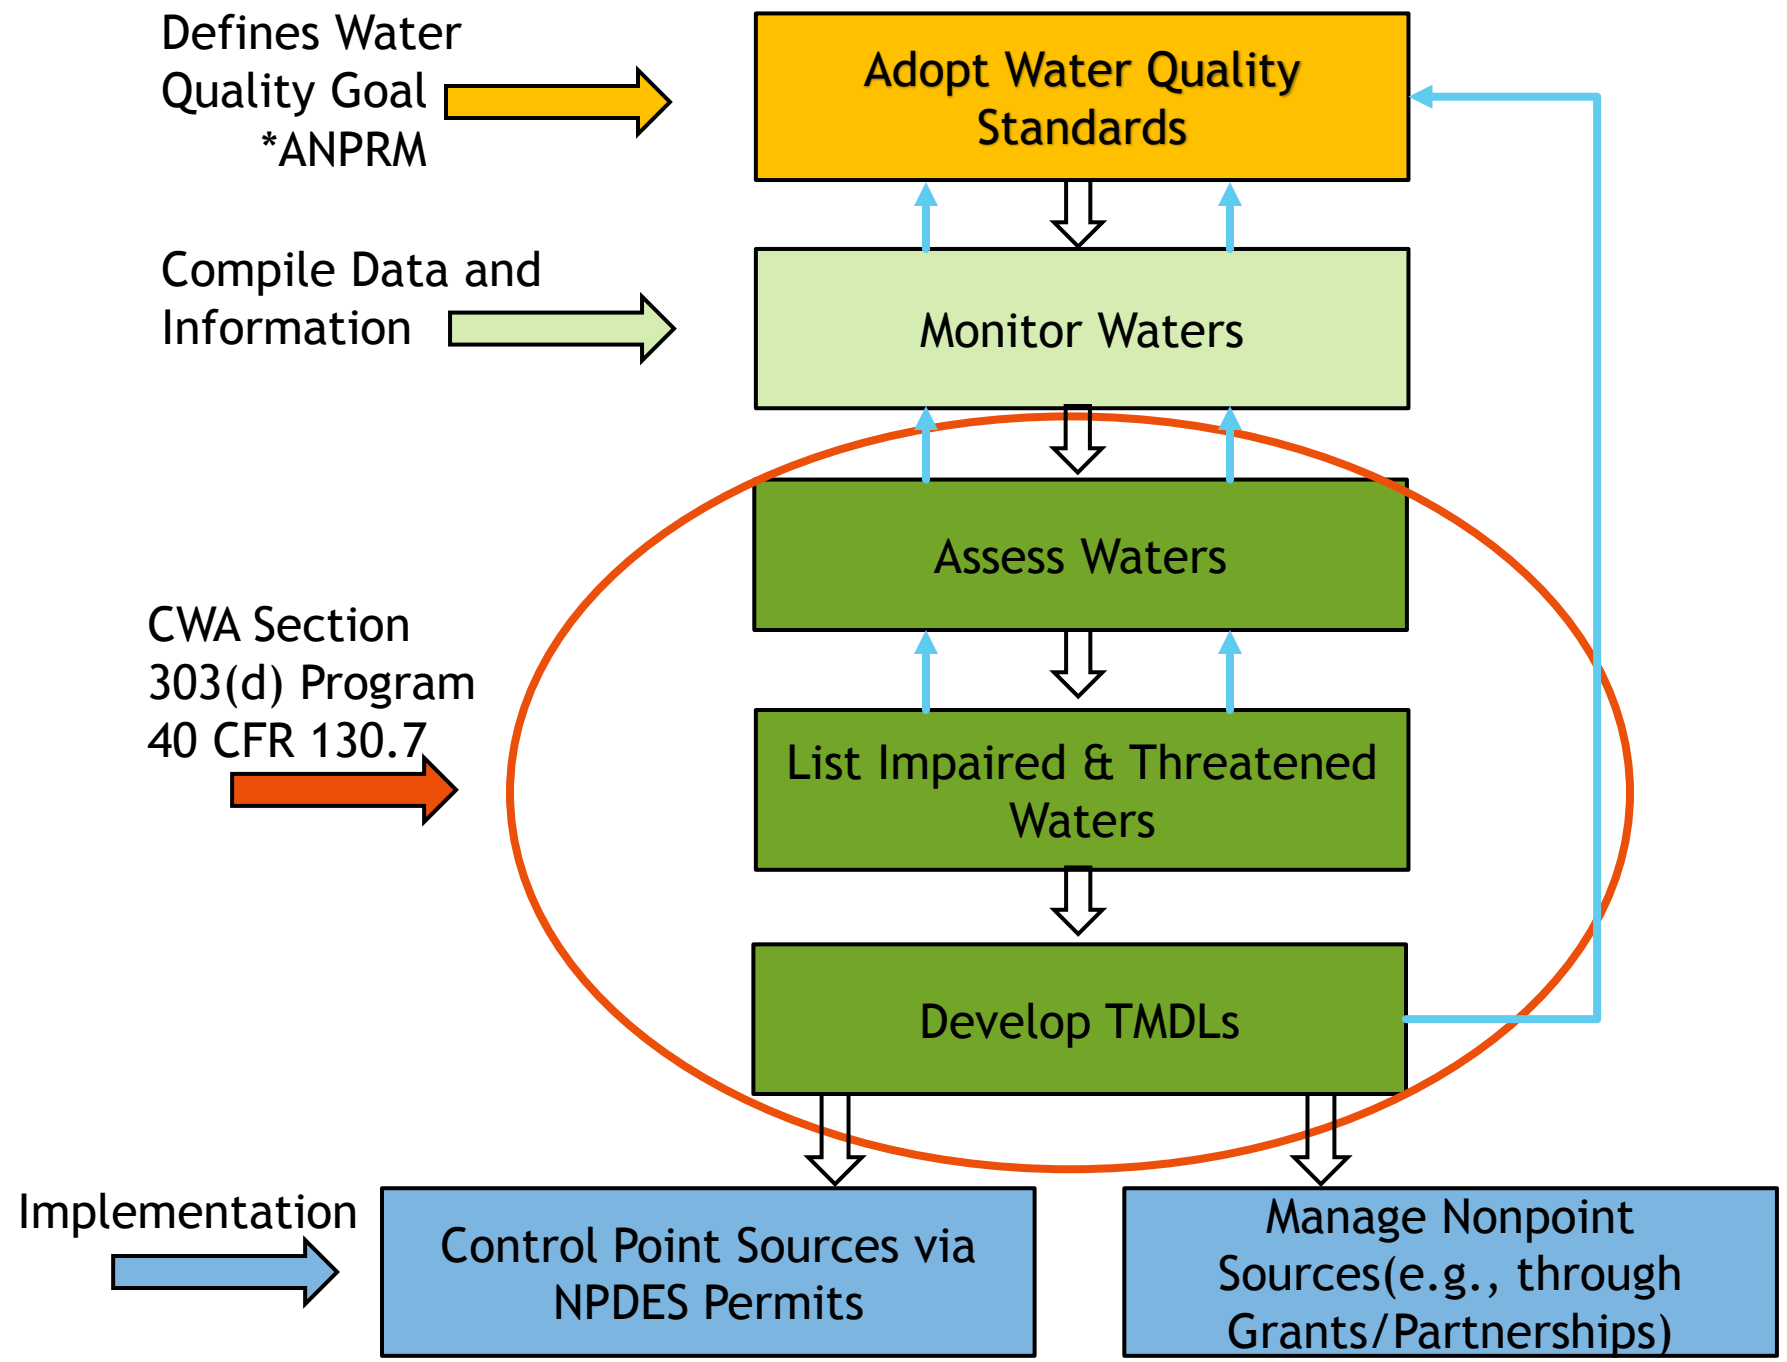 Defines Water
Quality Goal
*ANPRM
Adopt Water Quality
Standards
Compile Data and
Information
Monitor Waters
Assess Waters
CWA Section
303(d) Program
40 CFR 130.7
List Impaired & Threatened
Waters
Develop TMDLs
Implementation
Control Point Sources via
NPDES Permits
Manage Nonpoint
Sources(e.g., through
Grants/Partnerships)